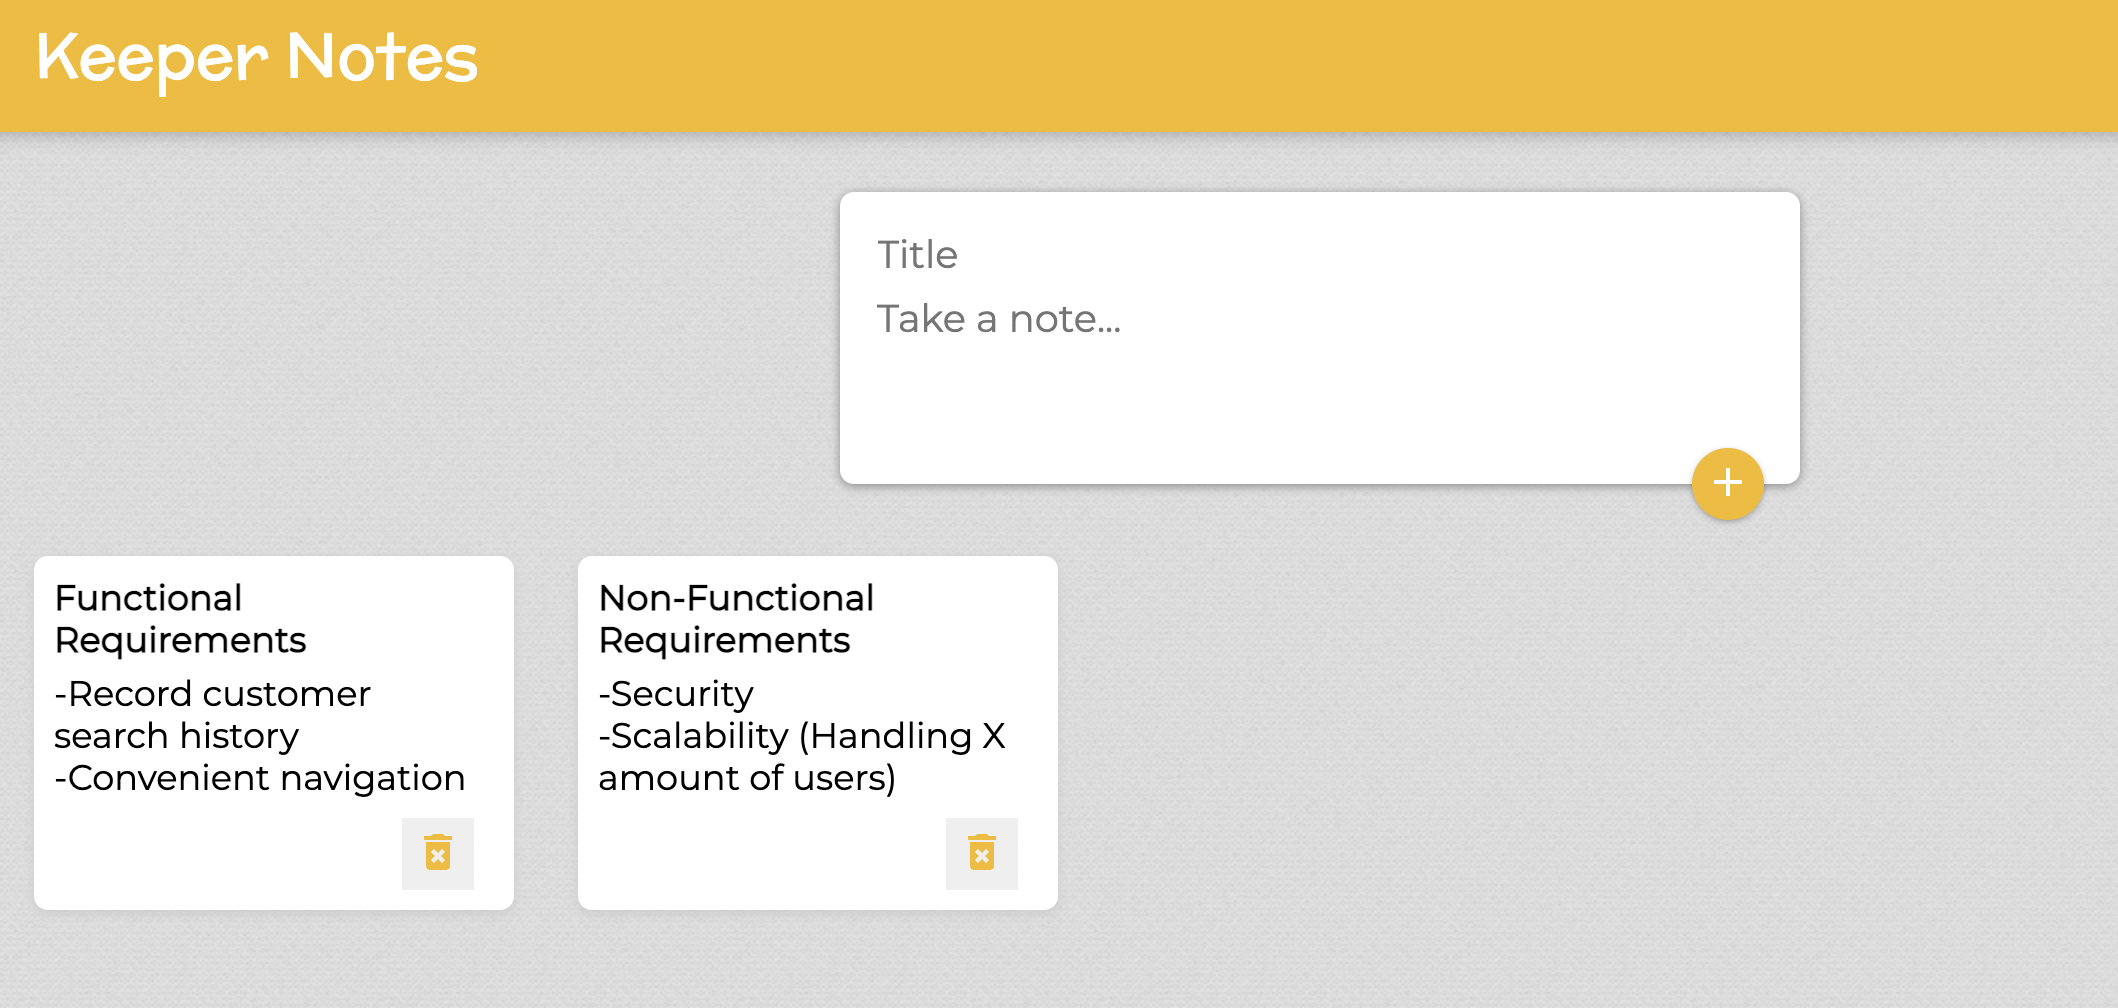 Keeper Notes
Title
Take a note...
Functional
Requirements
-Record customer
search history
-Convenient navigation
Non-Functional
Requirements
-Security
-Scalability (Handling X
amount of users)